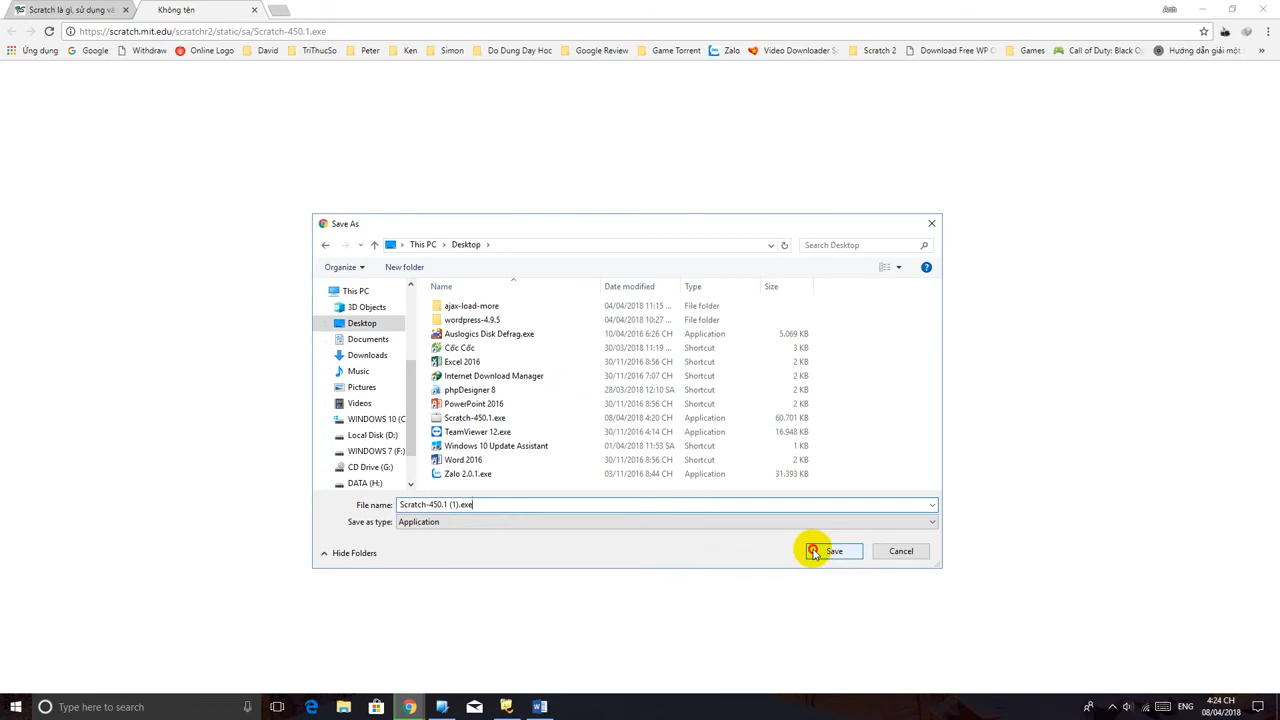 Scratch là gì, sử dụng và
Không tên
Anh
https://scratch.mit.edu/scratchr2/static/sa/Scratch-450.1.exe
Ứng dụng Google Withdraw Online Logo David TriThucSo Peter Ken Simon Do Dung Day Hoc Google Review Game Torrent Zalo Video Downloader Sa Scratch 2 Download Free WP C Games Call of Duty: Black O Hướng dẫn giải một
Save As
This PC Desktop Search Desktop
Organize New folder
Name Date modified Type Size
This PC
3D Objects
Desktop
Documents
Downloads
Music
Pictures
Videos
WINDOWS 10 (C
Local Disk (D:)
WINDOWS 7 (F:)
CD Drive (G:)
DATA (H:)
ajax-load-more 04/04/2018 11:15 ... File folder
wordpress-4.9.5 04/04/2018 10:27 ... File folder
Auslogics Disk Defrag.exe 10/04/2016 6:26 CH Application 5.069 KB
Cốc Cốc 30/03/2018 11:19 ... Shortcut 3 KB
Excel 2016 30/11/2016 8:56 CH Shortcut 2 KB
Internet Download Manager 30/11/2016 7:07 CH Shortcut 2 KB
phpDesigner 8 28/03/2018 12:10 SA Shortcut 2 KB
PowerPoint 2016 30/11/2016 8:56 CH Shortcut 2 KB
Scratch-450.1.exe 08/04/2018 4:20 CH Application 60.701 KB
TeamViewer 12.exe 30/11/2016 4:14 CH Application 16.948 KB
Windows 10 Update Assistant 01/04/2018 11:53 SA Shortcut 1 KB
Word 2016 30/11/2016 8:56 CH Shortcut 2 KB
Zalo 2.0.1.exe 03/11/2016 8:44 CH Application 31.393 KB
File name: Scratch-450.1 (1).exe
Save as type: Application
Hide Folders Save Cancel
Type here to search
ENG 4:24 CH
08/04/2018